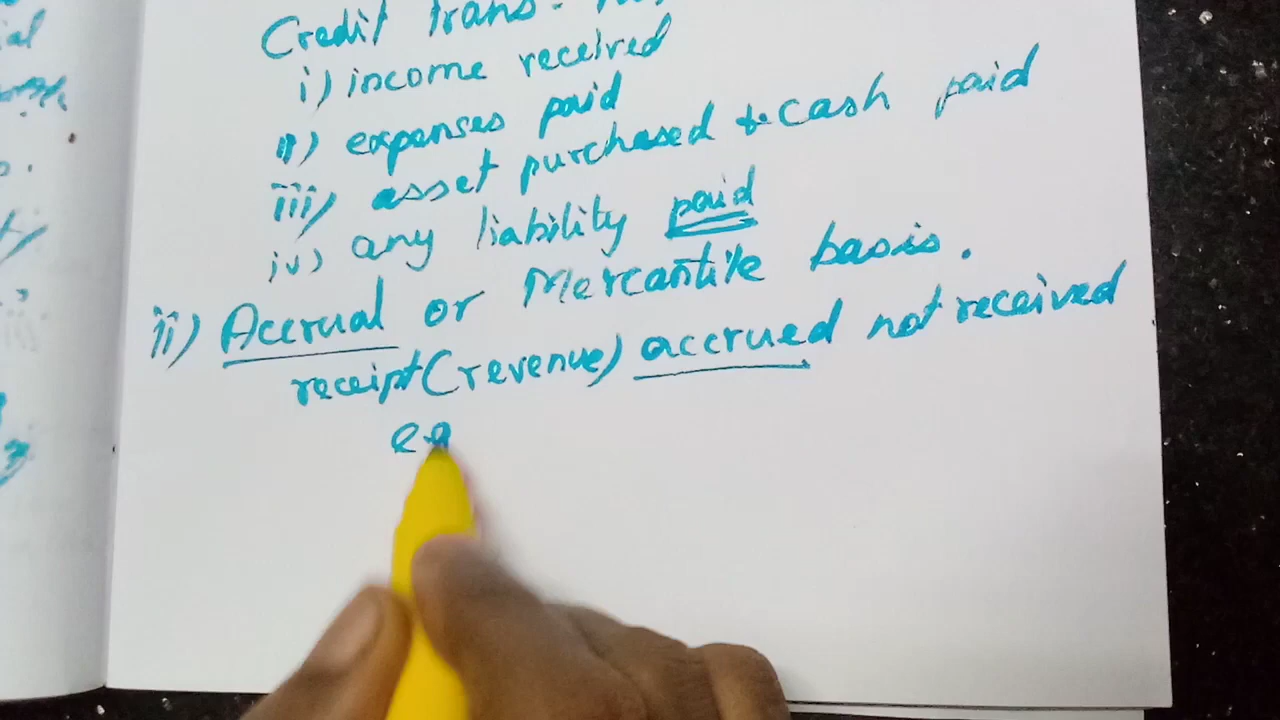 Credit trans.
i) income received
ii) expenses paid
iii) asset purchased & cash paid
iv) any liability paid
ii) Accrual or Mercantile basis.
receipt (revenue) accrued not received